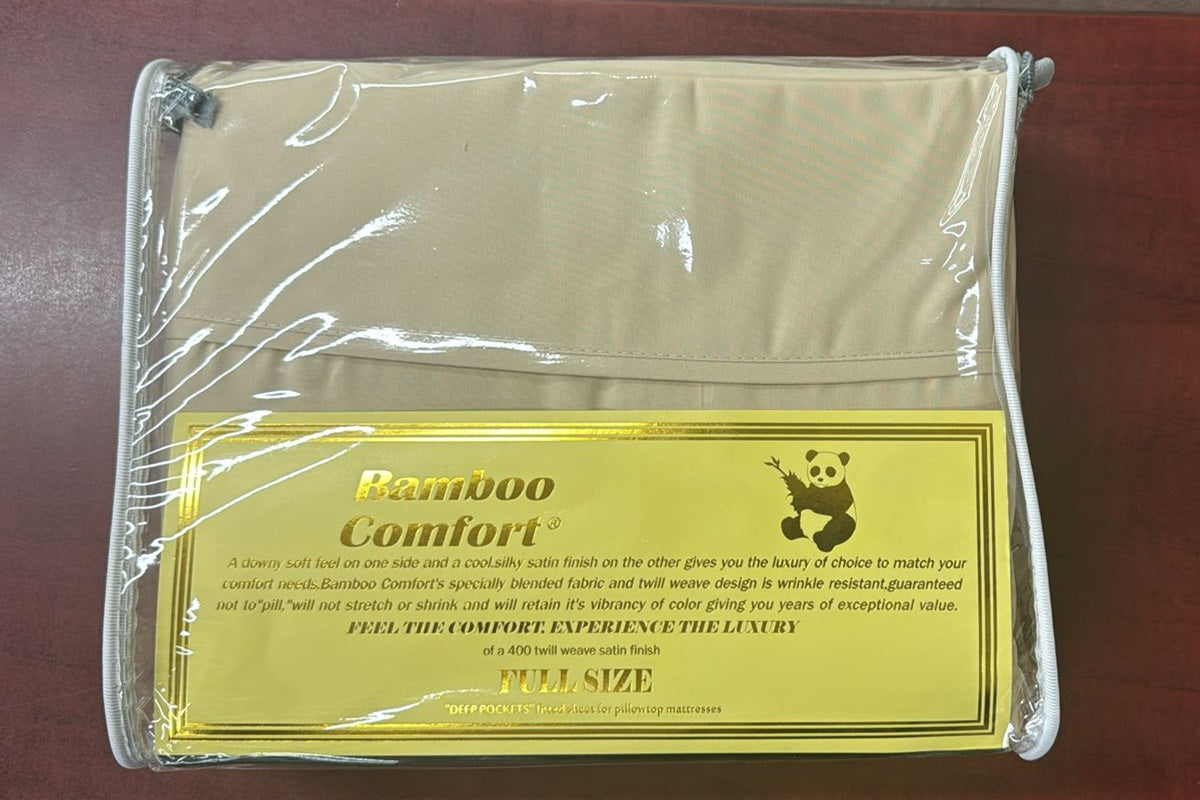 Bamboo
Comfort®
A downy soft feel on one side and a cool.silky satin finish on the other gives you the luxury of choice to match your
comfort needs.Bamboo Comfort's specially blended fabric and twill weave design is wrinkle resistant,guaranteed
not to"pill,"will not stretch or shrink and will retain it's vibrancy of color giving you years of exceptional value.
FEEL THE COMFORT. EXPERIENCE THE LUXURY
of a 400 twill weave satin finish
FULL SIZE
"DEEP POCKETS" fitted sheet for pillowtop mattresses